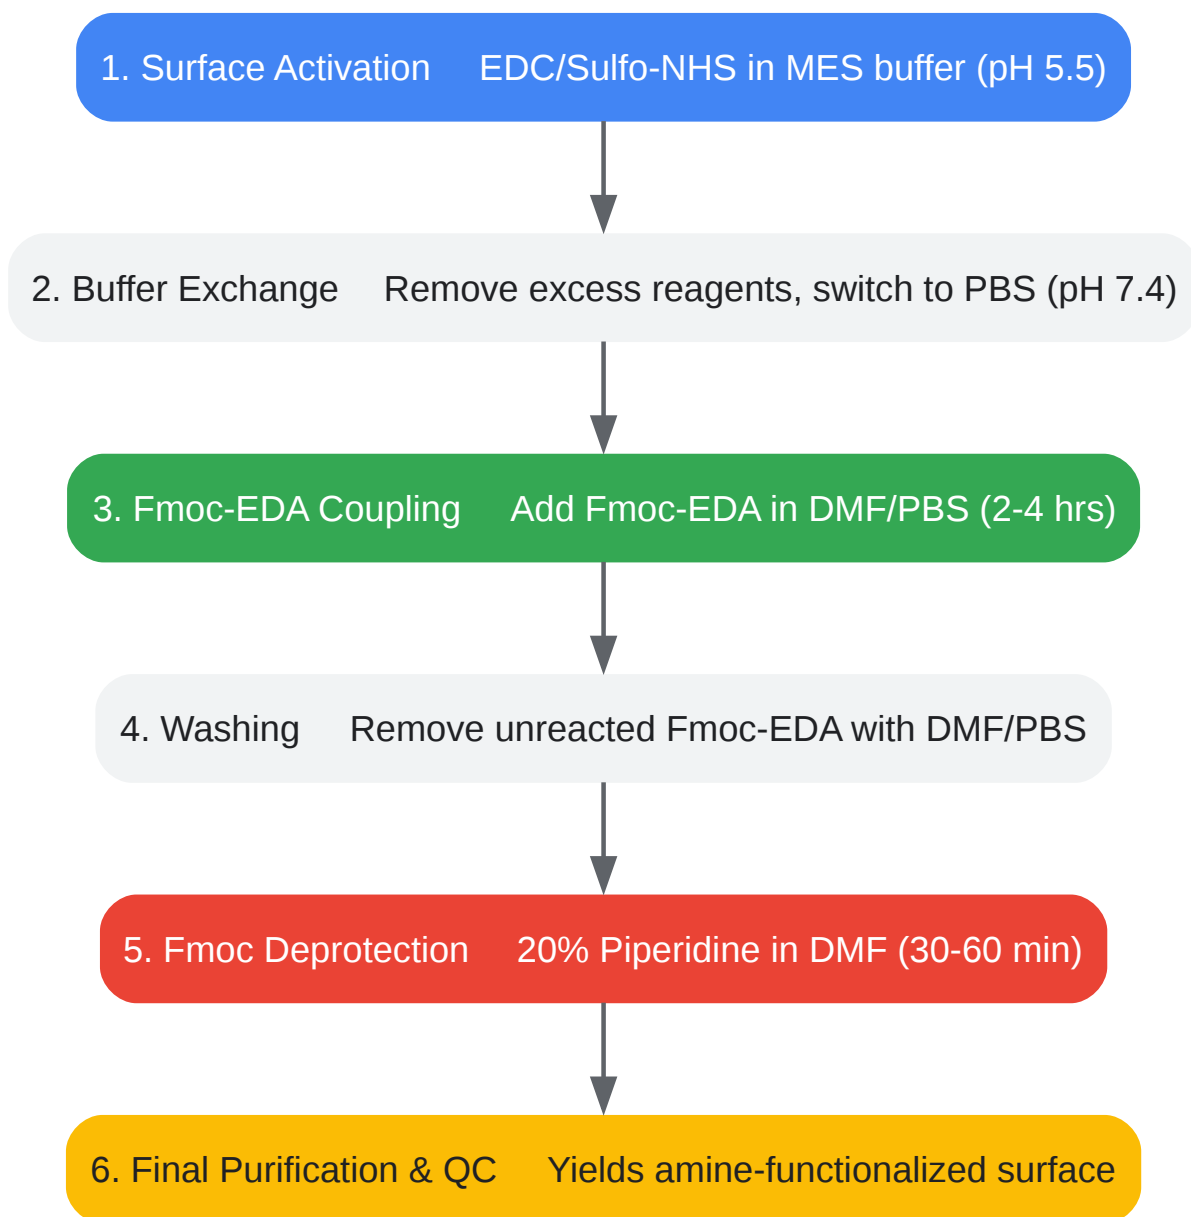 1. Surface Activation EDC/Sulfo-NHS in MES buffer (pH 5.5)
2. Buffer Exchange Remove excess reagents, switch to PBS (pH 7.4)
3. Fmoc-EDA Coupling Add Fmoc-EDA in DMF/PBS (2-4 hrs)
4. Washing Remove unreacted Fmoc-EDA with DMF/PBS
5. Fmoc Deprotection 20% Piperidine in DMF (30-60 min)
6. Final Purification & QC Yields amine-functionalized surface